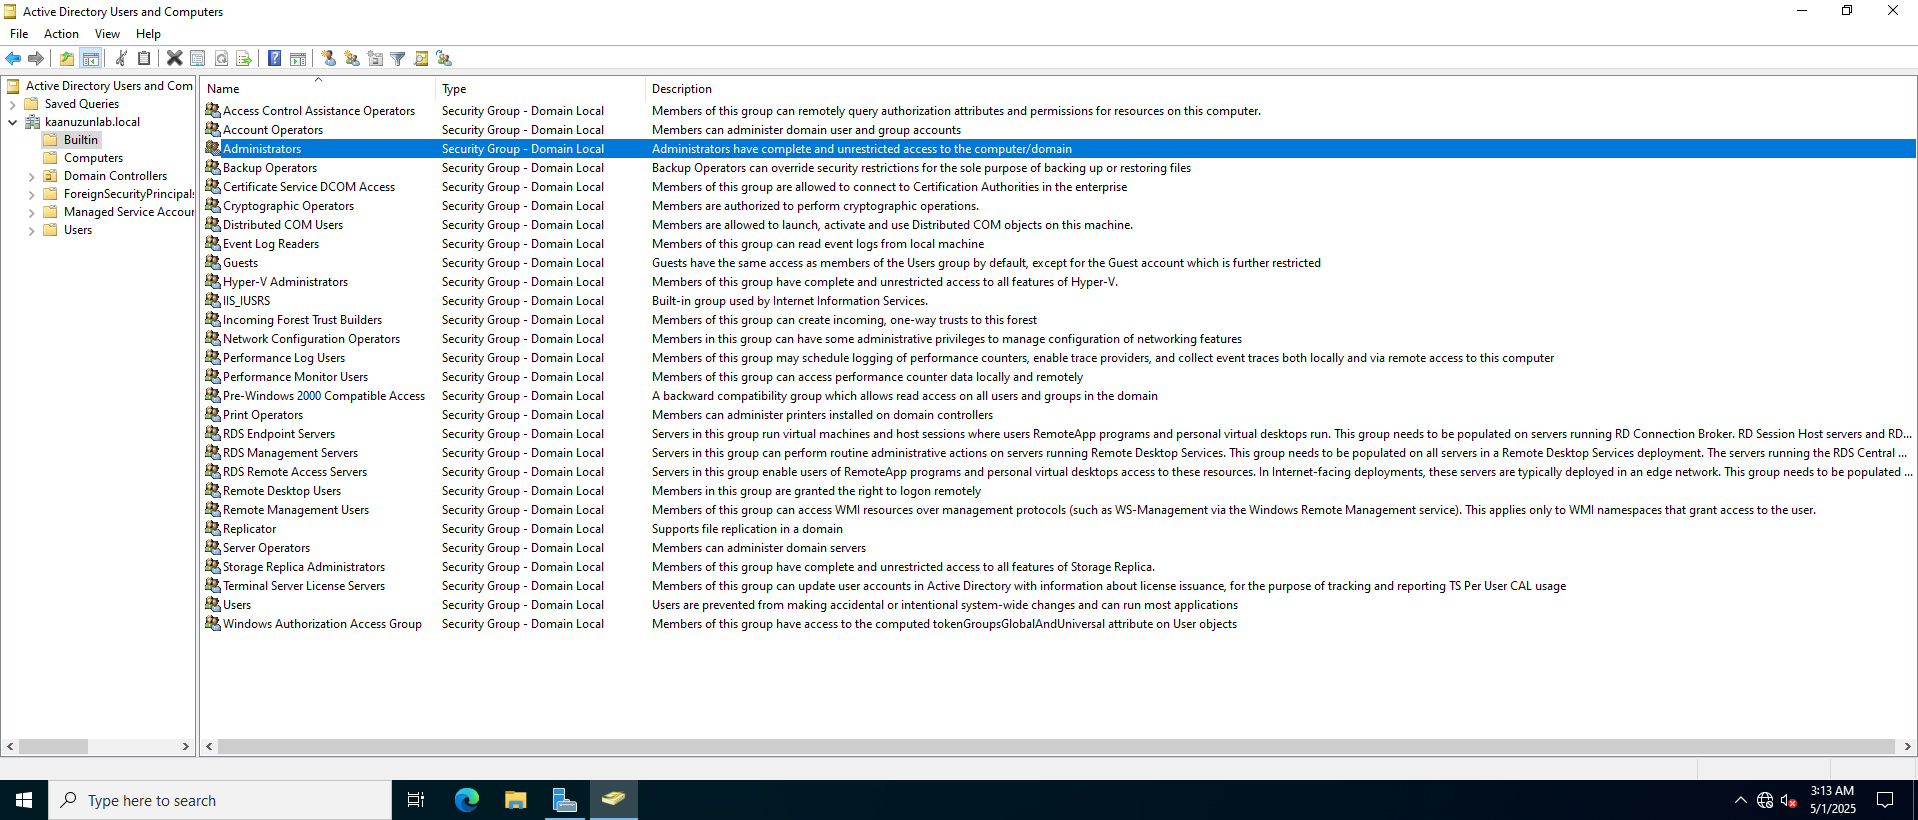 Active Directory Users and Computers
File Action View Help
Active Directory Users and Com
Saved Queries
kaanuzunlab.local
Builtin
Computers
Domain Controllers
ForeignSecurityPrincipals
Managed Service Accour
Users
Name Type Description
Access Control Assistance Operators Security Group - Domain Local Members of this group can remotely query authorization attributes and permissions for resources on this computer.
Account Operators Security Group - Domain Local Members can administer domain user and group accounts
Administrators Security Group - Domain Local Administrators have complete and unrestricted access to the computer/domain
Backup Operators Security Group - Domain Local Backup Operators can override security restrictions for the sole purpose of backing up or restoring files
Certificate Service DCOM Access Security Group - Domain Local Members of this group are allowed to connect to Certification Authorities in the enterprise
Cryptographic Operators Security Group - Domain Local Members are authorized to perform cryptographic operations.
Distributed COM Users Security Group - Domain Local Members are allowed to launch, activate and use Distributed COM objects on this machine.
Event Log Readers Security Group - Domain Local Members of this group can read event logs from local machine
Guests Security Group - Domain Local Guests have the same access as members of the Users group by default, except for the Guest account which is further restricted
Hyper-V Administrators Security Group - Domain Local Members of this group have complete and unrestricted access to all features of Hyper-V.
IIS_IUSRS Security Group - Domain Local Built-in group used by Internet Information Services.
Incoming Forest Trust Builders Security Group - Domain Local Members of this group can create incoming, one-way trusts to this forest
Network Configuration Operators Security Group - Domain Local Members in this group can have some administrative privileges to manage configuration of networking features
Performance Log Users Security Group - Domain Local Members of this group may schedule logging of performance counters, enable trace providers, and collect event traces both locally and via remote access to this computer
Performance Monitor Users Security Group - Domain Local Members of this group can access performance counter data locally and remotely
Pre-Windows 2000 Compatible Access Security Group - Domain Local A backward compatibility group which allows read access on all users and groups in the domain
Print Operators Security Group - Domain Local Members can administer printers installed on domain controllers
RDS Endpoint Servers Security Group - Domain Local Servers in this group run virtual machines and host sessions where users RemoteApp programs and personal virtual desktops run. This group needs to be populated on servers running RD Connection Broker. RD Session Host servers and RD...
RDS Management Servers Security Group - Domain Local Servers in this group can perform routine administrative actions on servers running Remote Desktop Services. This group needs to be populated on all servers in a Remote Desktop Services deployment. The servers running the RDS Central ...
RDS Remote Access Servers Security Group - Domain Local Servers in this group enable users of RemoteApp programs and personal virtual desktops access to these resources. In Internet-facing deployments, these servers are typically deployed in an edge network. This group needs to be populated ...
Remote Desktop Users Security Group - Domain Local Members in this group are granted the right to logon remotely
Remote Management Users Security Group - Domain Local Members of this group can access WMI resources over management protocols (such as WS-Management via the Windows Remote Management service). This applies only to WMI namespaces that grant access to the user.
Replicator Security Group - Domain Local Supports file replication in a domain
Server Operators Security Group - Domain Local Members can administer domain servers
Storage Replica Administrators Security Group - Domain Local Members of this group have complete and unrestricted access to all features of Storage Replica.
Terminal Server License Servers Security Group - Domain Local Members of this group can update user accounts in Active Directory with information about license issuance, for the purpose of tracking and reporting TS Per User CAL usage
Users Security Group - Domain Local Users are prevented from making accidental or intentional system-wide changes and can run most applications
Windows Authorization Access Group Security Group - Domain Local Members of this group have access to the computed tokenGroupsGlobalAndUniversal attribute on User objects
Type here to search
3:13 AM
5/1/2025